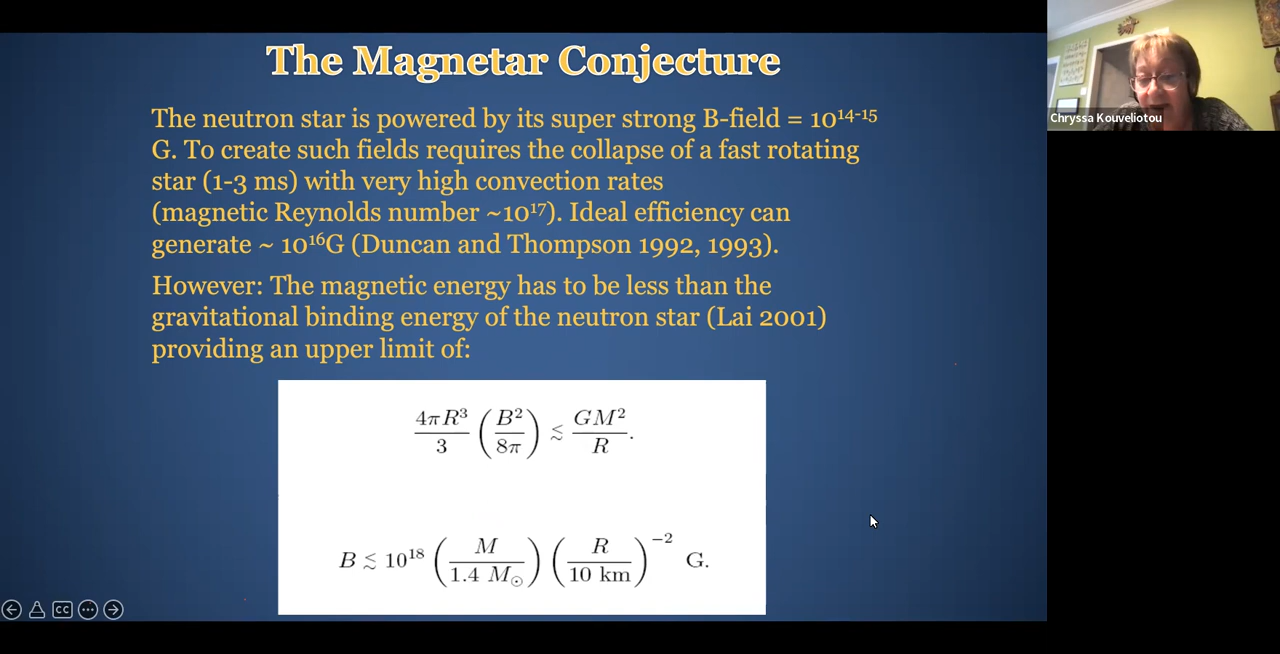 The Magnetar Conjecture
Chryssa Kouveliotou
The neutron star is powered by its super strong B-field = 10¹⁴⁻¹⁵
G. To create such fields requires the collapse of a fast rotating
star (1-3 ms) with very high convection rates
(magnetic Reynolds number ~10¹⁷). Ideal efficiency can
generate ~ 10¹⁶G (Duncan and Thompson 1992, 1993).
However: The magnetic energy has to be less than the
gravitational binding energy of the neutron star (Lai 2001)
providing an upper limit of:
4πR³/3 (B²/8π) ≲ GM²/R.
B ≲ 10¹⁸ (M/1.4 M☉) (R/10 km)⁻² G.
CC